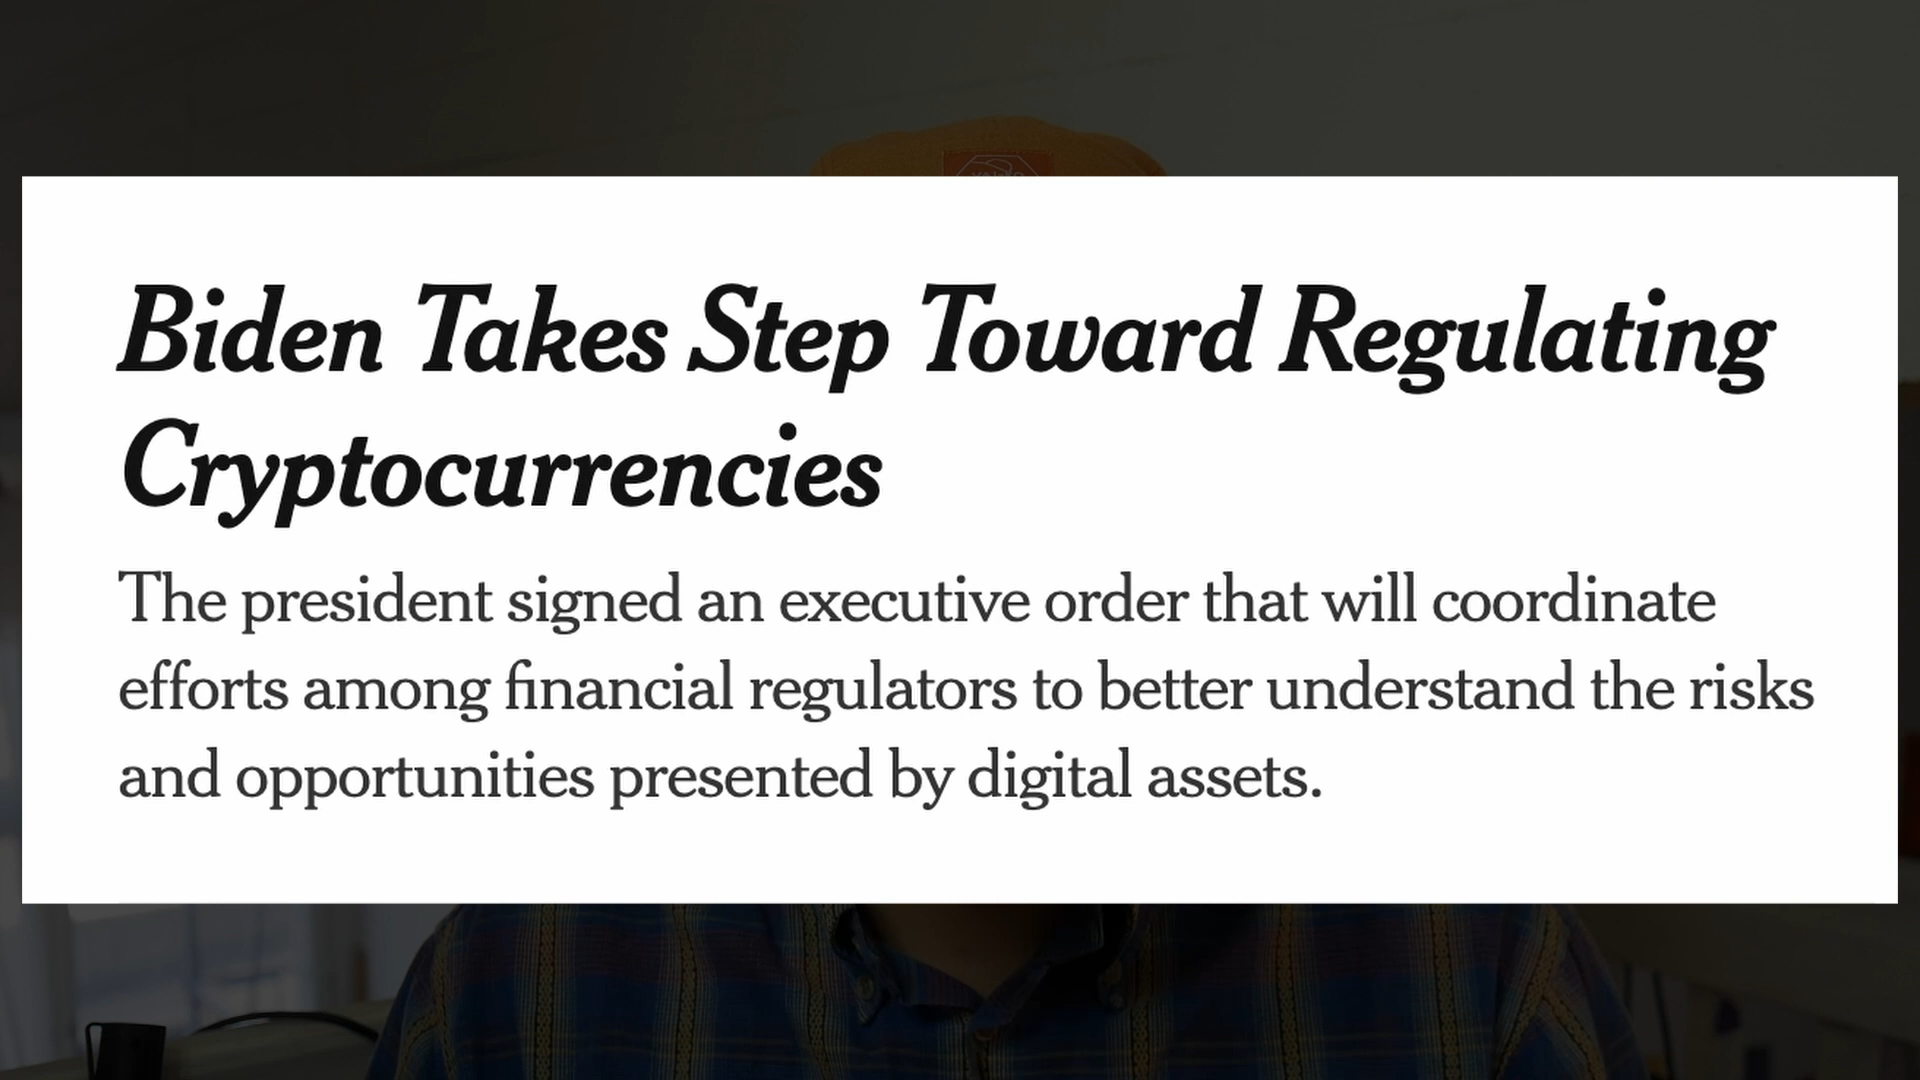 Biden Takes Step Toward Regulating
Cryptocurrencies
The president signed an executive order that will coordinate
efforts among financial regulators to better understand the risks
and opportunities presented by digital assets.